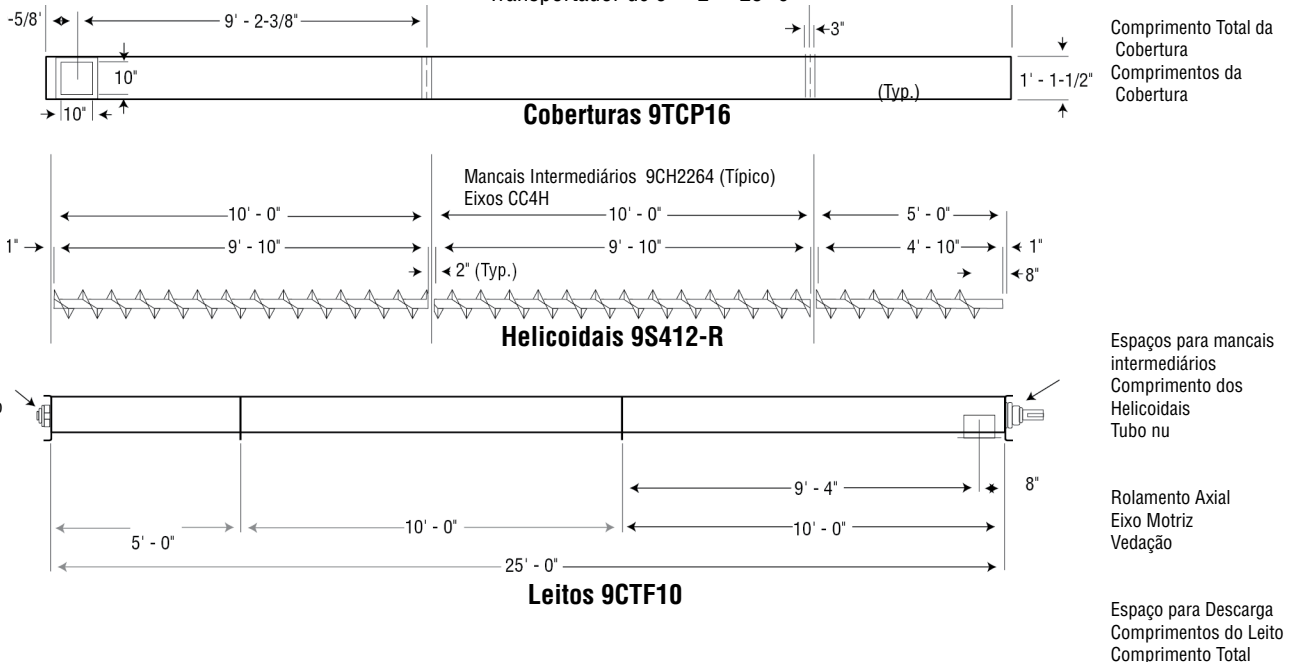 -5/8'
9' - 2-3/8"
3"
10"
10"
(Typ.)
1' - 1-1/2"
Comprimento Total da
Cobertura
Comprimentos da
Cobertura
Coberturas 9TCP16
Mancais Intermediários 9CH2264 (Típico)
Eixos CC4H
10' - 0"
10' - 0"
5' - 0"
1"
9' - 10"
9' - 10"
4' - 10"
1"
2" (Typ.)
8"
Helicoidais 9S412-R
Espaços para mancais
intermediários
Comprimento dos
Helicoidais
Tubo nu
9' - 4"
8"
5' - 0"
10' - 0"
10' - 0"
25' - 0"
Leitos 9CTF10
Rolamento Axial
Eixo Motriz
Vedação
Espaço para Descarga
Comprimentos do Leito
Comprimento Total